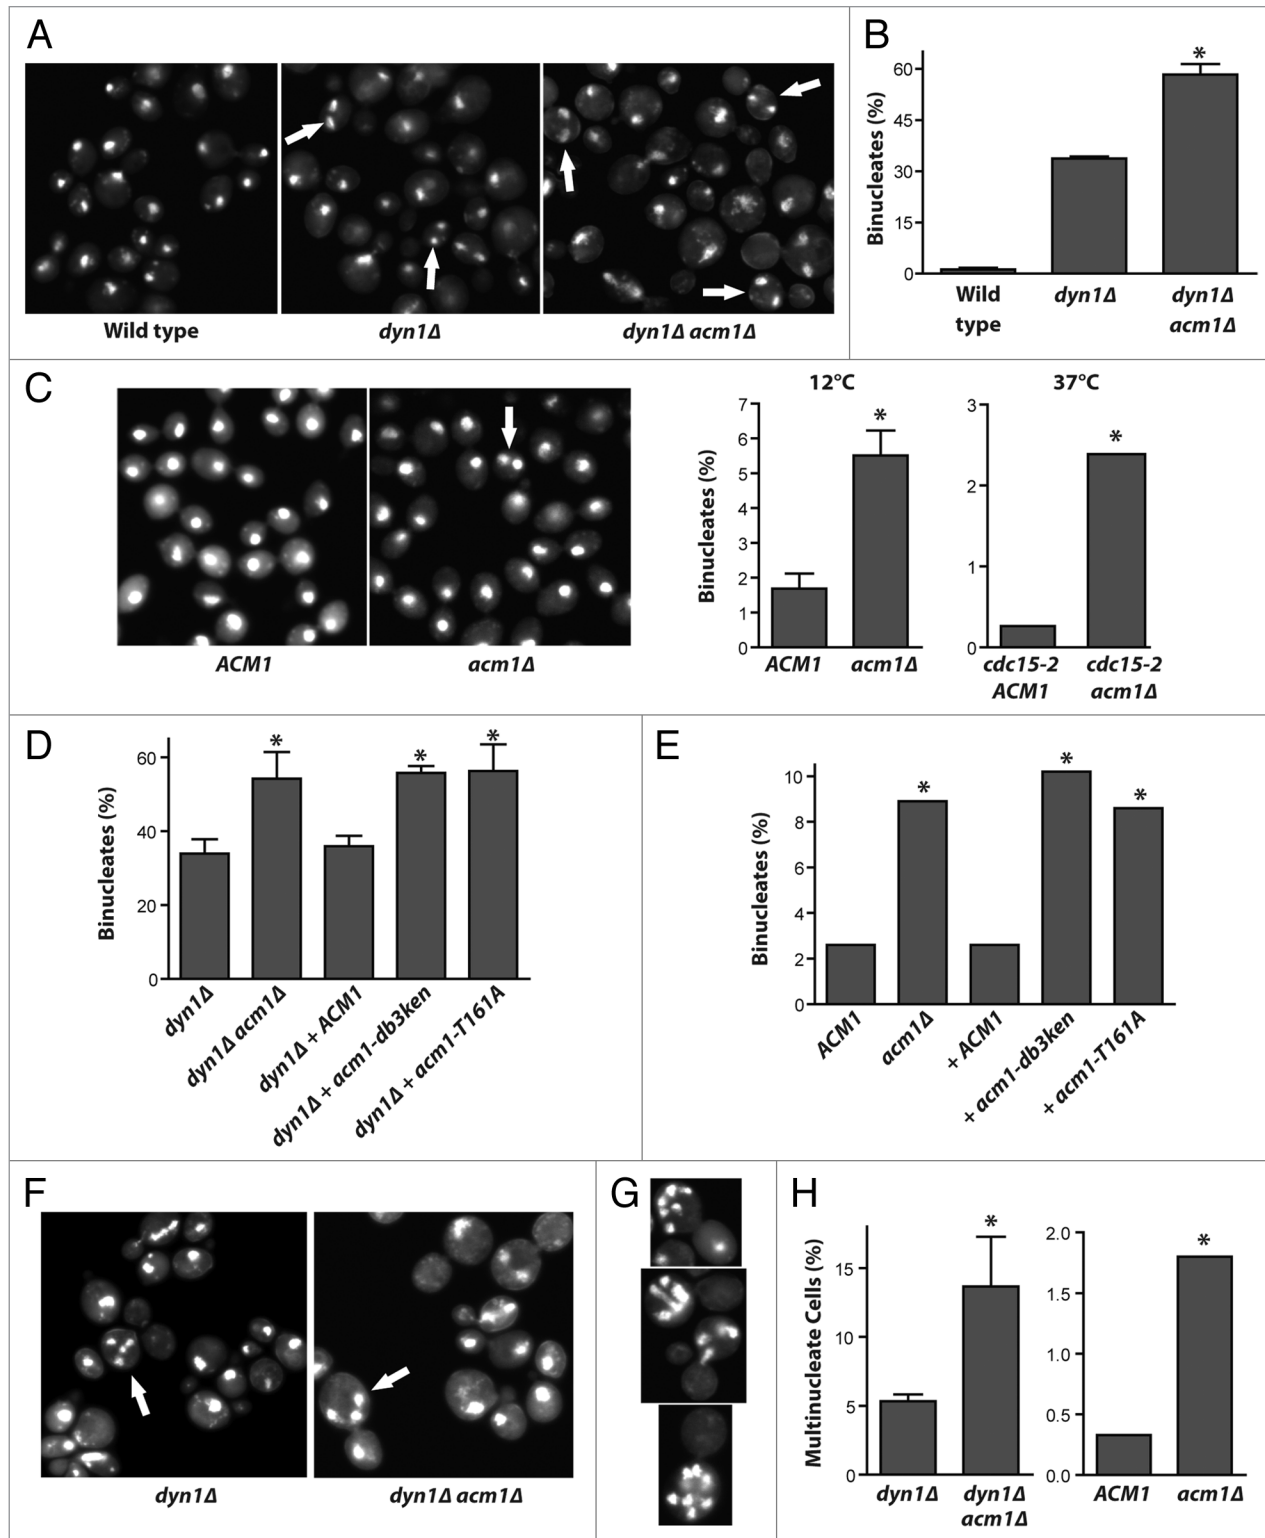 A
Wild type
dyn1Δ
dyn1Δ acm1Δ
B
Binucleates (%)
60
45
30
15
0
*
Wild
type
dyn1Δ
dyn1Δ
acm1Δ
C
ACM1
acm1Δ
12°C
Binucleates (%)
7
6
5
4
3
2
1
0
*
ACM1
acm1Δ
37°C
3
2
1
0
*
cdc15-2
ACM1
cdc15-2
acm1Δ
D
Binucleates (%)
60
40
20
0
*
*
*
dyn1Δ
dyn1Δ acm1Δ
dyn1Δ + ACM1
dyn1Δ + acm1-db3ken
dyn1Δ + acm1-T161A
E
Binucleates (%)
10
8
6
4
2
0
*
*
*
ACM1
acm1Δ
+ ACM1
+ acm1-db3ken
+ acm1-T161A
F
dyn1Δ
dyn1Δ acm1Δ
G
H
Multinucleate Cells (%)
15
10
5
0
*
dyn1Δ
dyn1Δ
acm1Δ
2.0
1.5
1.0
0.5
0.0
*
ACM1
acm1Δ